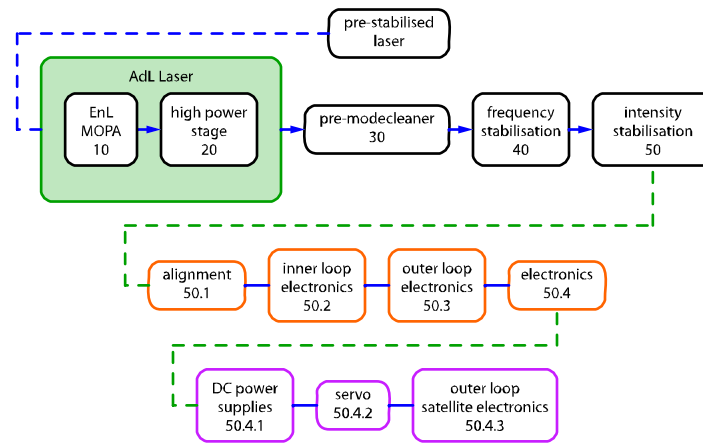 pre-stabilised
laser
AdL Laser
EnL
MOPA
10
high power
stage
20
pre-modecleaner
30
frequency
stabilisation
40
intensity
stabilisation
50
alignment
50.1
inner loop
electronics
50.2
outer loop
electronics
50.3
electronics
50.4
DC power
supplies
50.4.1
servo
50.4.2
outer loop
satellite electronics
50.4.3